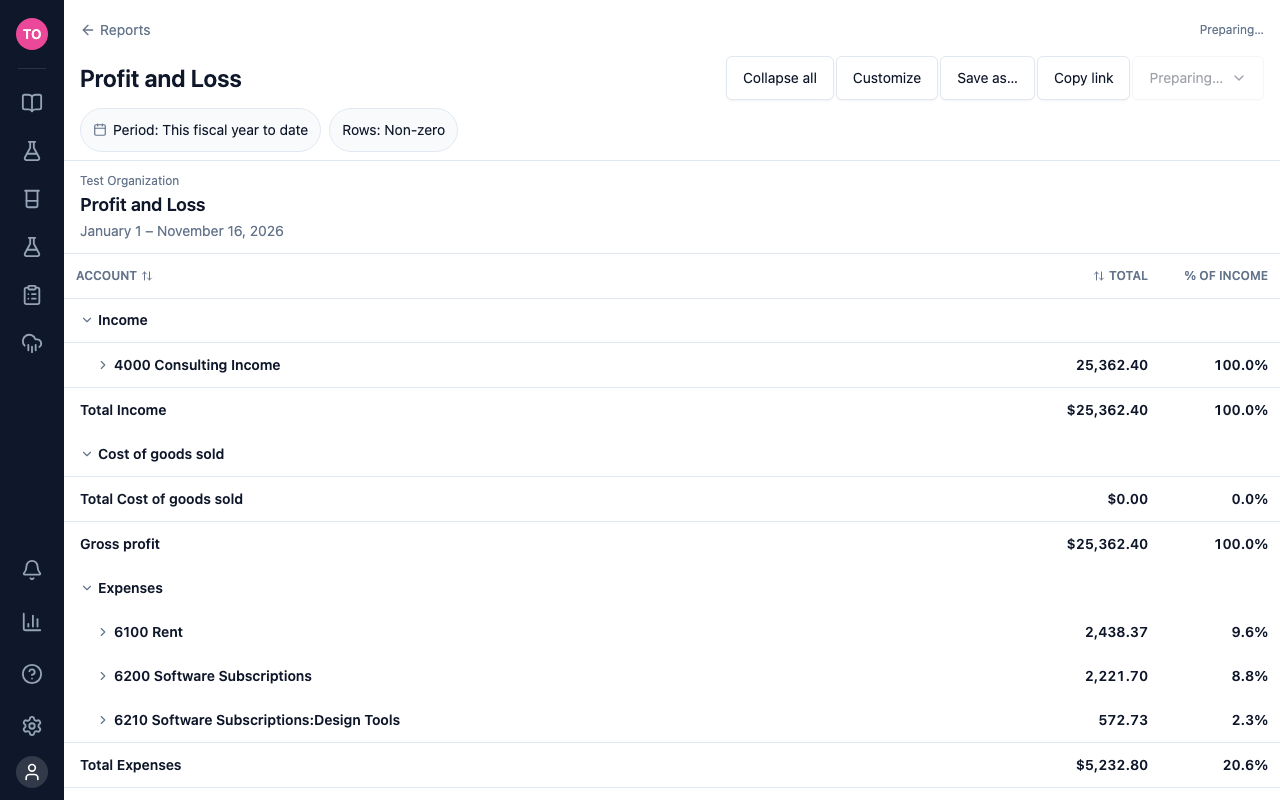 TO
Reports
Preparing...
Profit and Loss
Collapse all
Customize
Save as...
Copy link
Preparing...
Period: This fiscal year to date
Rows: Non-zero
Test Organization
Profit and Loss
January 1 – November 16, 2026
ACCOUNT TOTAL % OF INCOME
Income
4000 Consulting Income 25,362.40 100.0%
Total Income $25,362.40 100.0%
Cost of goods sold
Total Cost of goods sold $0.00 0.0%
Gross profit $25,362.40 100.0%
Expenses
6100 Rent 2,438.37 9.6%
6200 Software Subscriptions 2,221.70 8.8%
6210 Software Subscriptions:Design Tools 572.73 2.3%
Total Expenses $5,232.80 20.6%